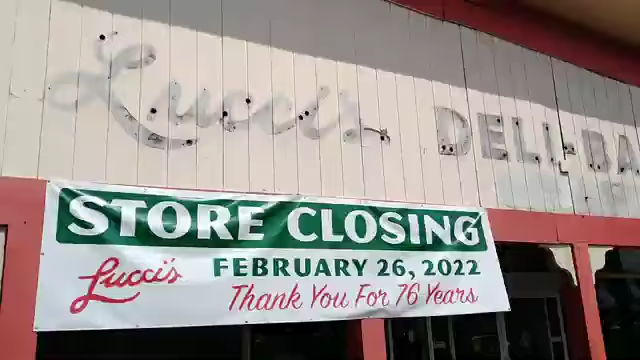 Lucci's DELI-BA
STORE CLOSING
Lucci's
FEBRUARY 26, 2022
Thank You For 76 Years